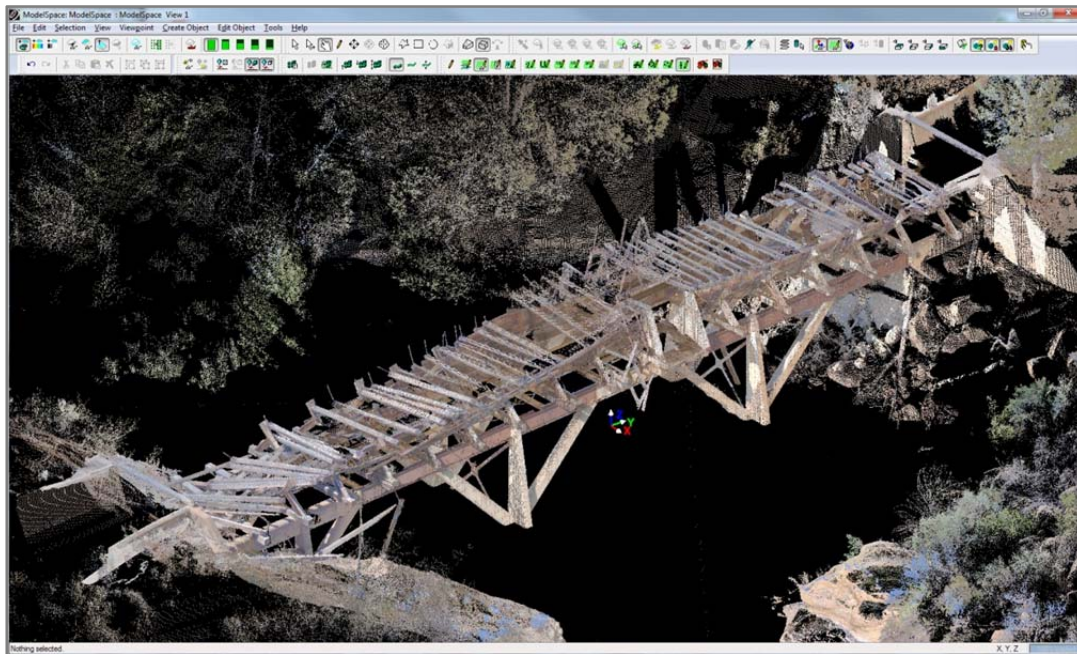 ModelSpace: ModelSpace : ModelSpace View 1
File Edit Selection View Viewpoint Create Object Edit Object Tools Help
Z
Y
X
Nothing selected.
X, Y, Z